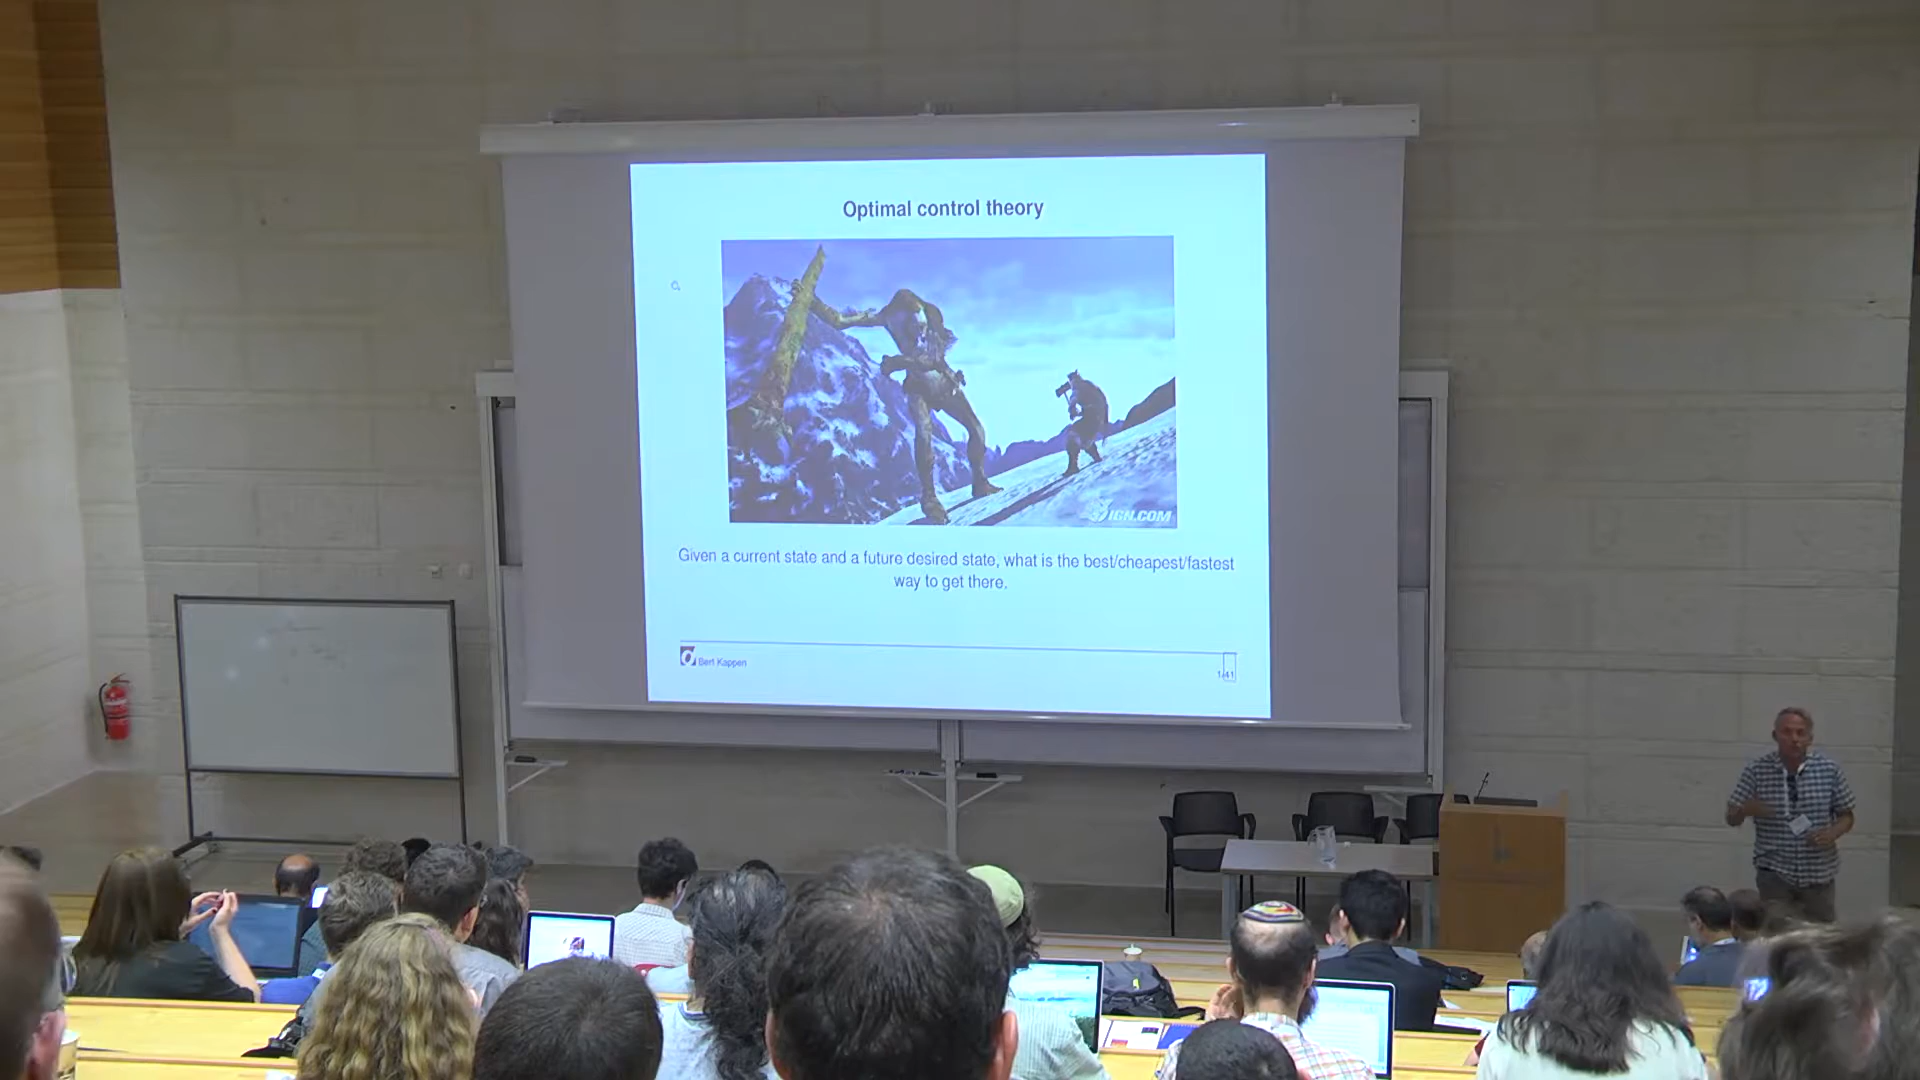 Optimal control theory
IGN.COM
Given a current state and a future desired state, what is the best/cheapest/fastest
way to get there.
Bert Kappen
1/41